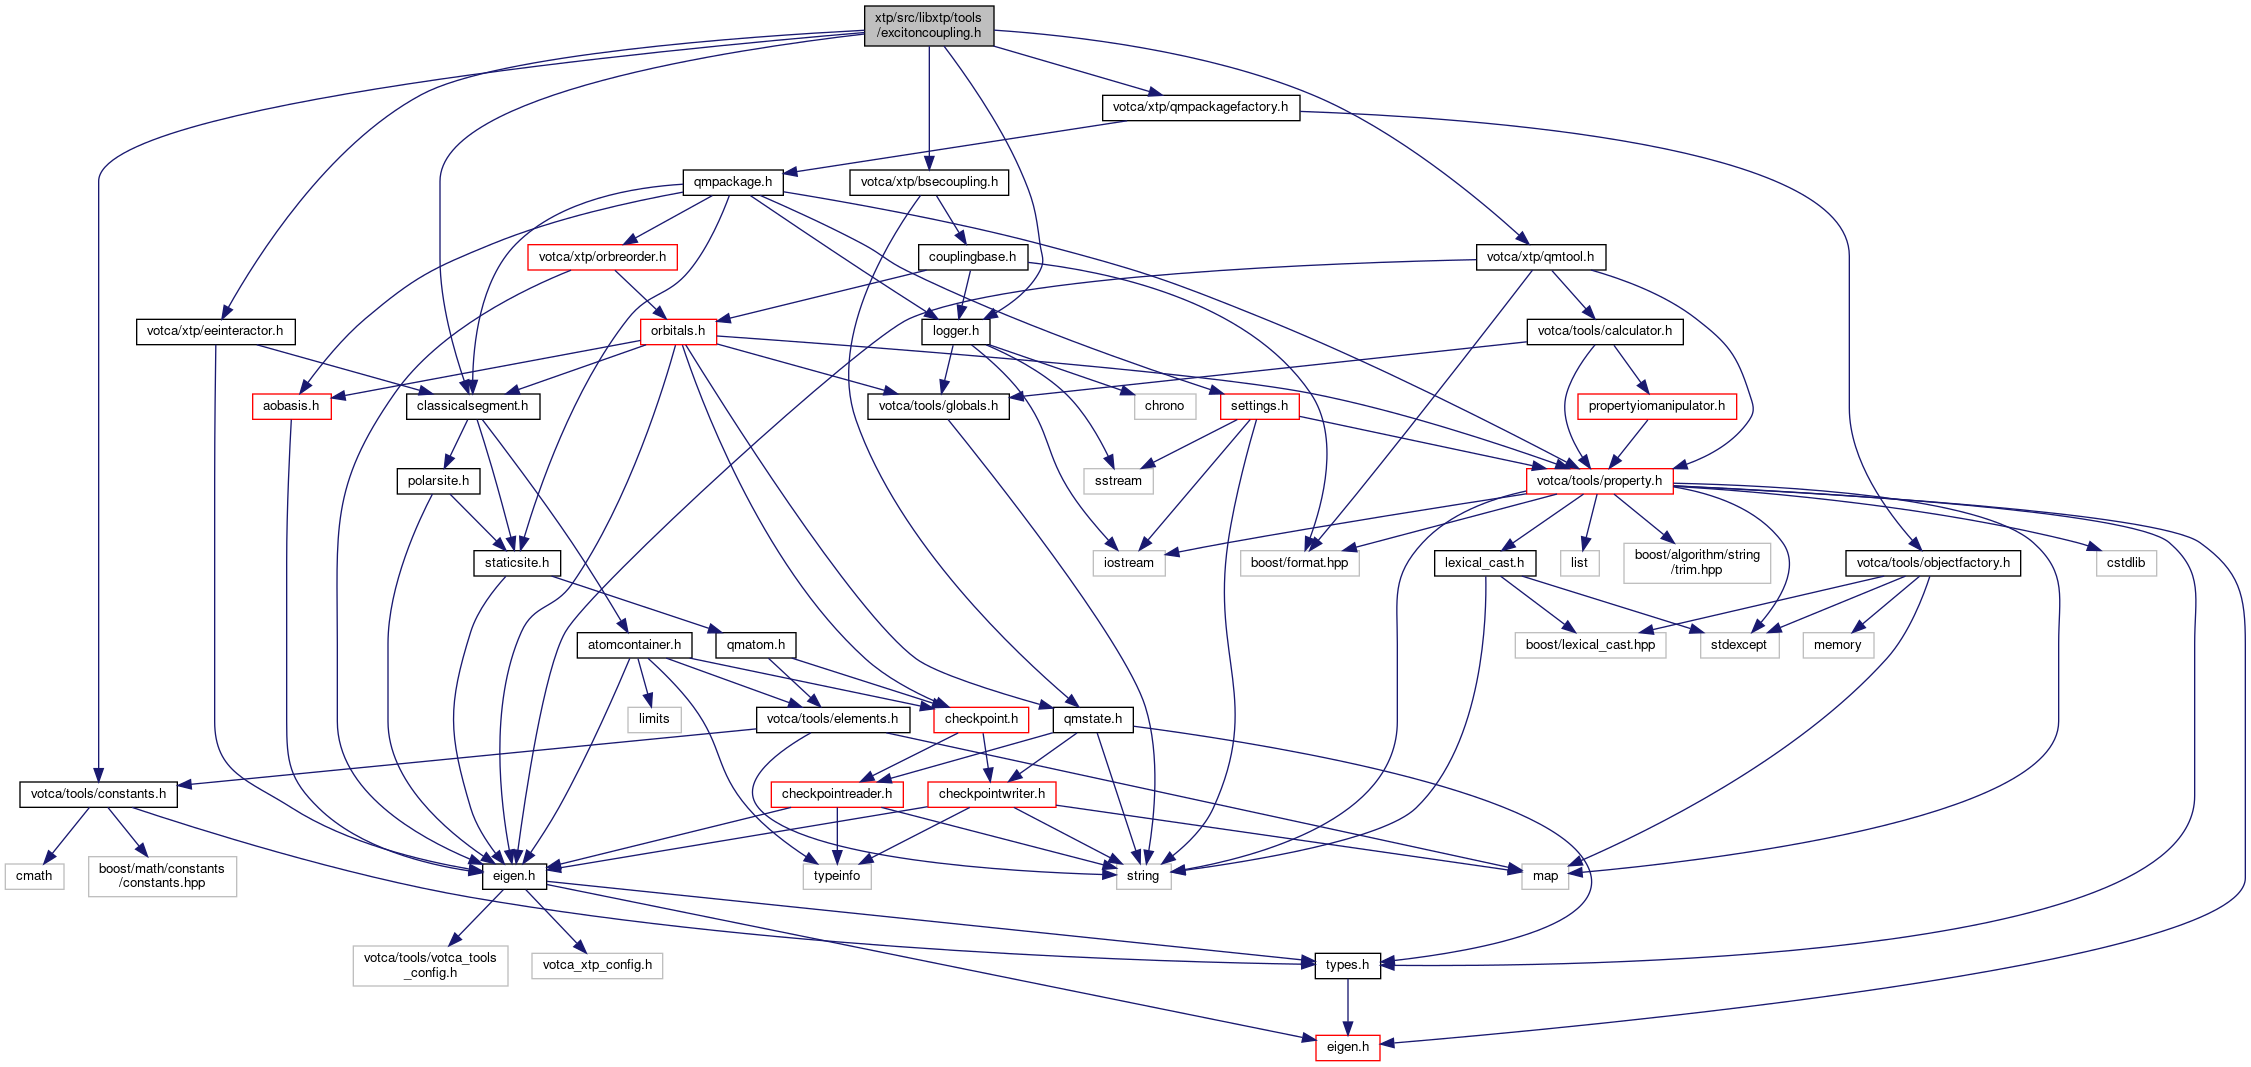 xtp/src/libxtp/tools
/excitoncoupling.h
votca/xtp/qmpackagefactory.h
qmpackage.h
votca/xtp/bsecoupling.h
votca/xtp/orbreorder.h
couplingbase.h
votca/xtp/qmtool.h
votca/xtp/eeinteractor.h
orbitals.h
logger.h
votca/tools/calculator.h
aobasis.h
classicalsegment.h
votca/tools/globals.h
chrono
settings.h
propertyiomanipulator.h
polarsite.h
sstream
votca/tools/property.h
staticsite.h
iostream
boost/format.hpp
lexical_cast.h
list
boost/algorithm/string
/trim.hpp
votca/tools/objectfactory.h
cstdlib
atomcontainer.h
qmatom.h
boost/lexical_cast.hpp
stdexcept
memory
limits
votca/tools/elements.h
checkpoint.h
qmstate.h
votca/tools/constants.h
checkpointreader.h
checkpointwriter.h
cmath
boost/math/constants
/constants.hpp
eigen.h
typeinfo
string
map
votca/tools/votca_tools
_config.h
votca_xtp_config.h
types.h
eigen.h